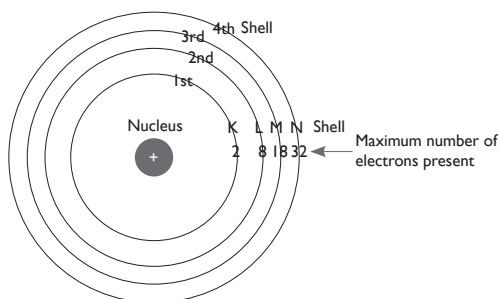 4th Shell
3rd
2nd
1st
Nucleus
K L M N Shell
+
2 8 18 32
Maximum number of
electrons present